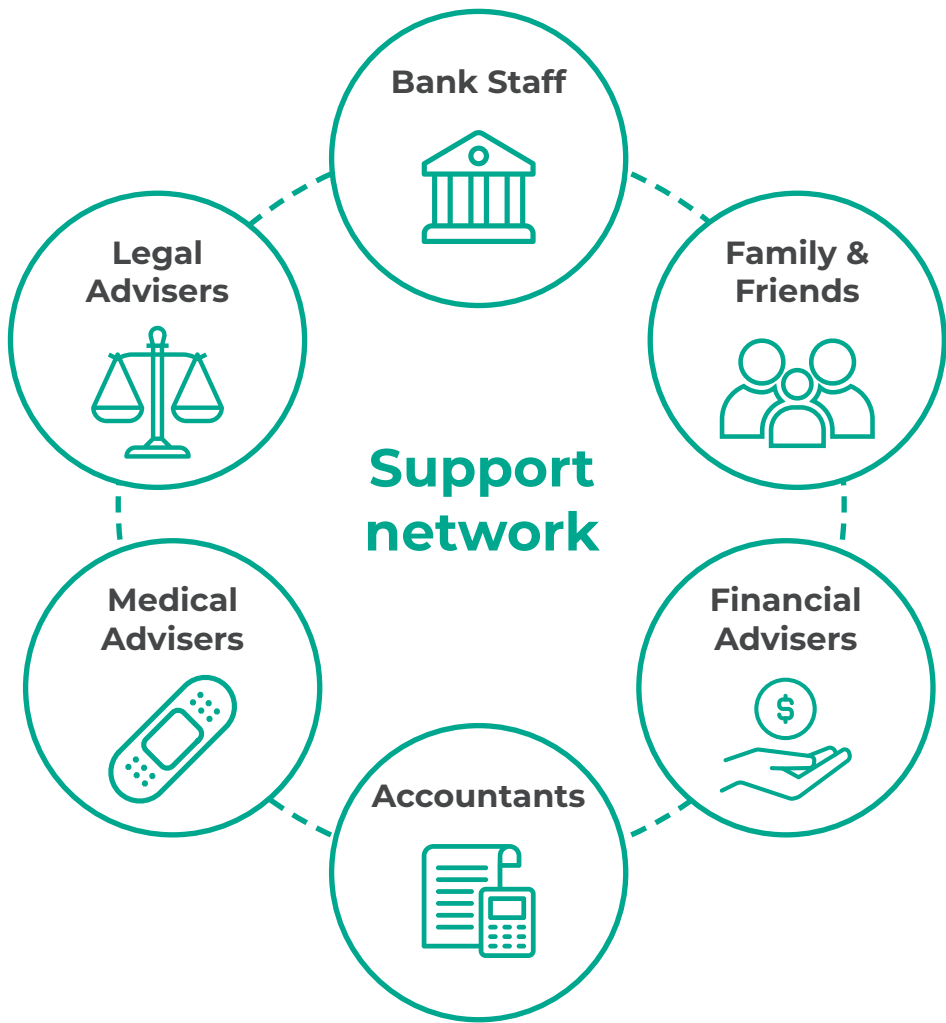 Bank Staff
Legal
Advisers
Family &
Friends
Support
network
Medical
Advisers
Financial
Advisers
$
Accountants